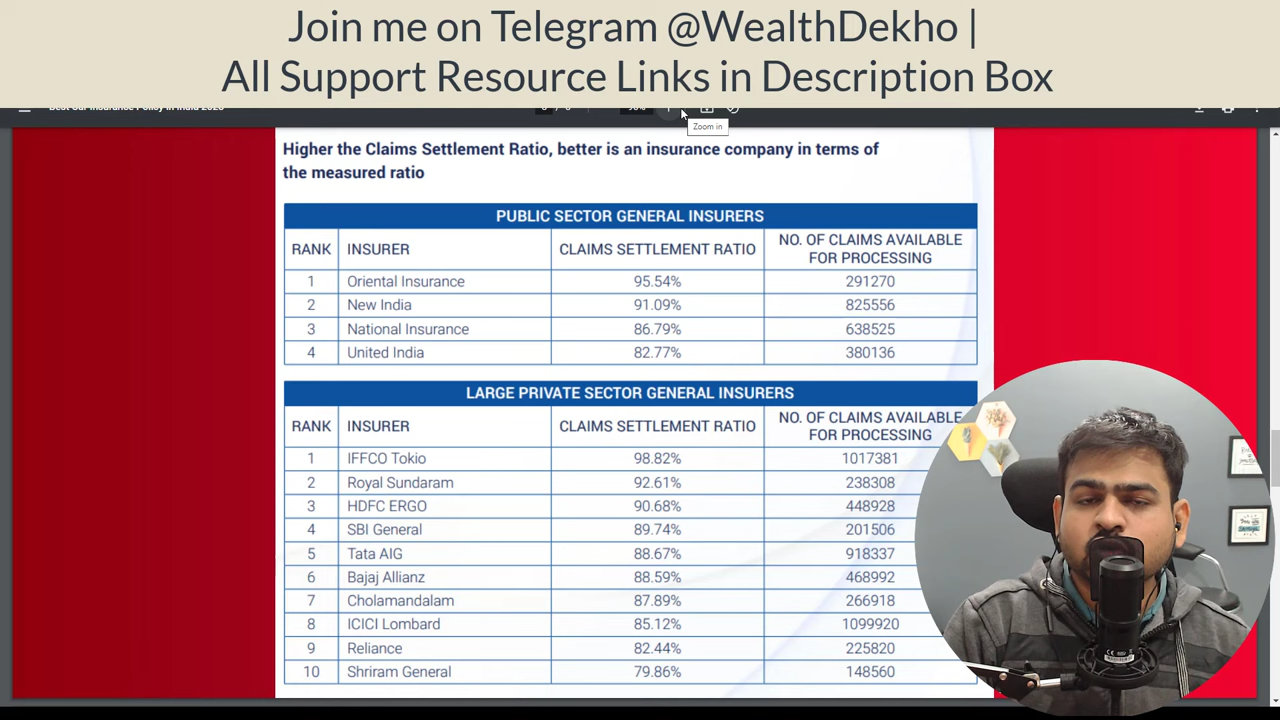 Join me on Telegram @WealthDekho |
All Support Resource Links in Description Box
Zoom in
Higher the Claims Settlement Ratio, better is an insurance company in terms of
the measured ratio
PUBLIC SECTOR GENERAL INSURERS
RANK INSURER CLAIMS SETTLEMENT RATIO NO. OF CLAIMS AVAILABLE FOR PROCESSING
1 Oriental Insurance 95.54% 291270
2 New India 91.09% 825556
3 National Insurance 86.79% 638525
4 United India 82.77% 380136
LARGE PRIVATE SECTOR GENERAL INSURERS
RANK INSURER CLAIMS SETTLEMENT RATIO NO. OF CLAIMS AVAILABLE FOR PROCESSING
1 IFFCO Tokio 98.82% 1017381
2 Royal Sundaram 92.61% 238308
3 HDFC ERGO 90.68% 448928
4 SBI General 89.74% 201506
5 Tata AIG 88.67% 918337
6 Bajaj Allianz 88.59% 468992
7 Cholamandalam 87.89% 266918
8 ICICI Lombard 85.12% 1099920
9 Reliance 82.44% 225820
10 Shriram General 79.86% 148560